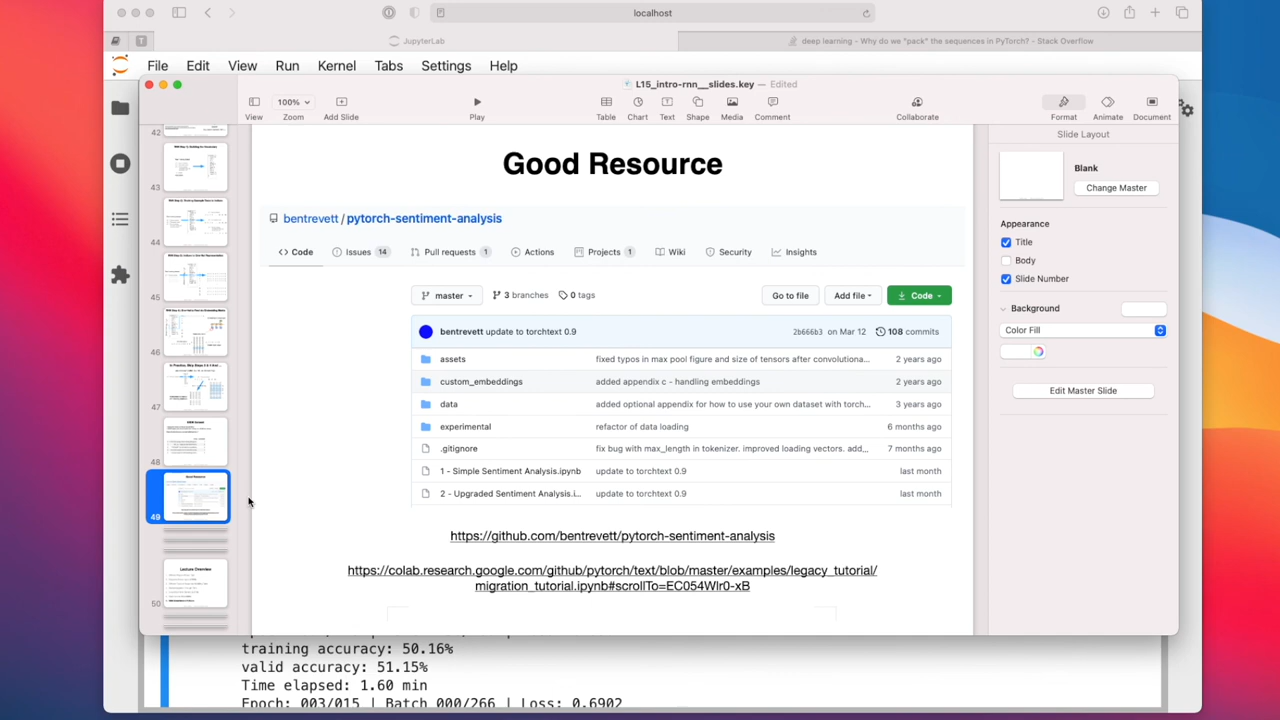 localhost
JupyterLab
deep learning - Why do we "pack" the sequences in PyTorch? - Stack Overflow
T
File Edit View Run Kernel Tabs Settings Help
L15_intro-rnn__slides.key — Edited
100%
View Zoom Add Slide
Play
Table Chart Text Shape Media Comment
Collaborate
Format Animate Document
42
43
44
45
46
47
48
49
Lecture Overview
50
Good Resource
bentrevett / pytorch-sentiment-analysis
Code Issues 14 Pull requests 1 Actions Projects 1 Wiki Security Insights
master 3 branches 0 tags Go to file Add file Code
bentrevett update to torchtext 0.9 2b666b3 on Mar 12 108 commits
assets fixed typos in max pool figure and size of tensors after convolutiona... 2 years ago
custom_embeddings added appendix c - handling embeddings 2 years ago
data added optional appendix for how to use your own dataset with torch... 3 years ago
experimental refactor of data loading 6 months ago
.gitignore fix bug with max_length in tokenizer. improved loading vectors. add... 7 months ago
1 - Simple Sentiment Analysis.ipynb update to torchtext 0.9 last month
2 - Upgraded Sentiment Analysis.i... update to torchtext 0.9 last month
https://github.com/bentrevett/pytorch-sentiment-analysis
https://colab.research.google.com/github/pytorch/text/blob/master/examples/legacy_tutorial/
migration_tutorial.ipynb#scrollTo=EC054Wlr0-xB
Slide Layout
Blank
Change Master
Appearance
Title
Body
Slide Number
Background
Color Fill
Edit Master Slide
training accuracy: 50.16%
valid accuracy: 51.15%
Time elapsed: 1.60 min
Epoch: 003/015 | Batch 000/266 | Loss: 0.6902